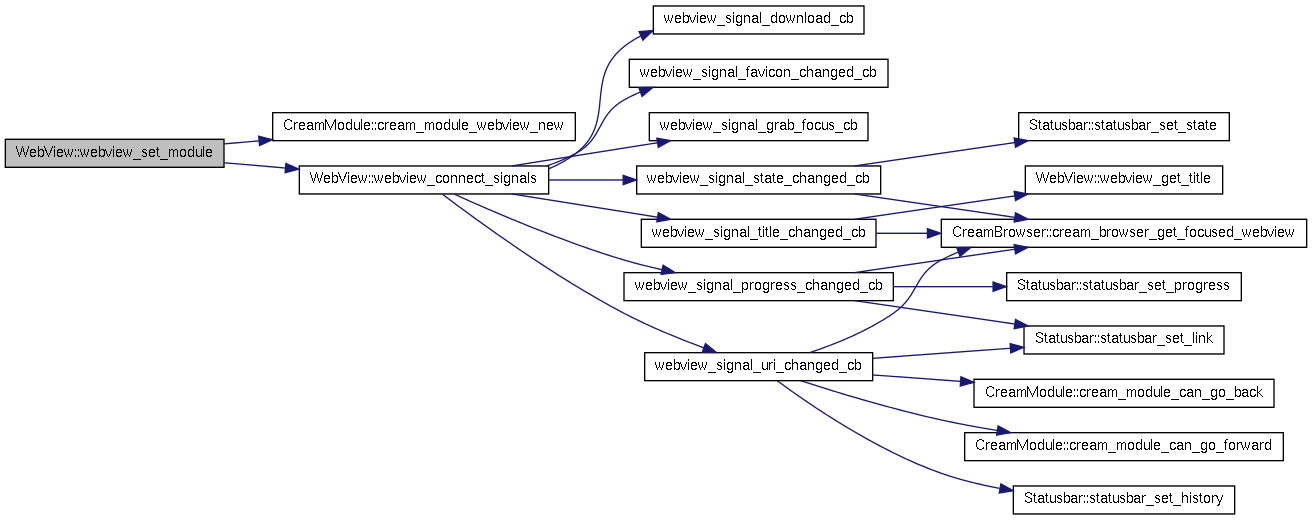 webview_signal_download_cb
webview_signal_favicon_changed_cb
CreamModule::cream_module_webview_new
webview_signal_grab_focus_cb
Statusbar::statusbar_set_state
WebView::webview_set_module
WebView::webview_connect_signals
webview_signal_state_changed_cb
WebView::webview_get_title
webview_signal_title_changed_cb
CreamBrowser::cream_browser_get_focused_webview
webview_signal_progress_changed_cb
Statusbar::statusbar_set_progress
Statusbar::statusbar_set_link
webview_signal_uri_changed_cb
CreamModule::cream_module_can_go_back
CreamModule::cream_module_can_go_forward
Statusbar::statusbar_set_history